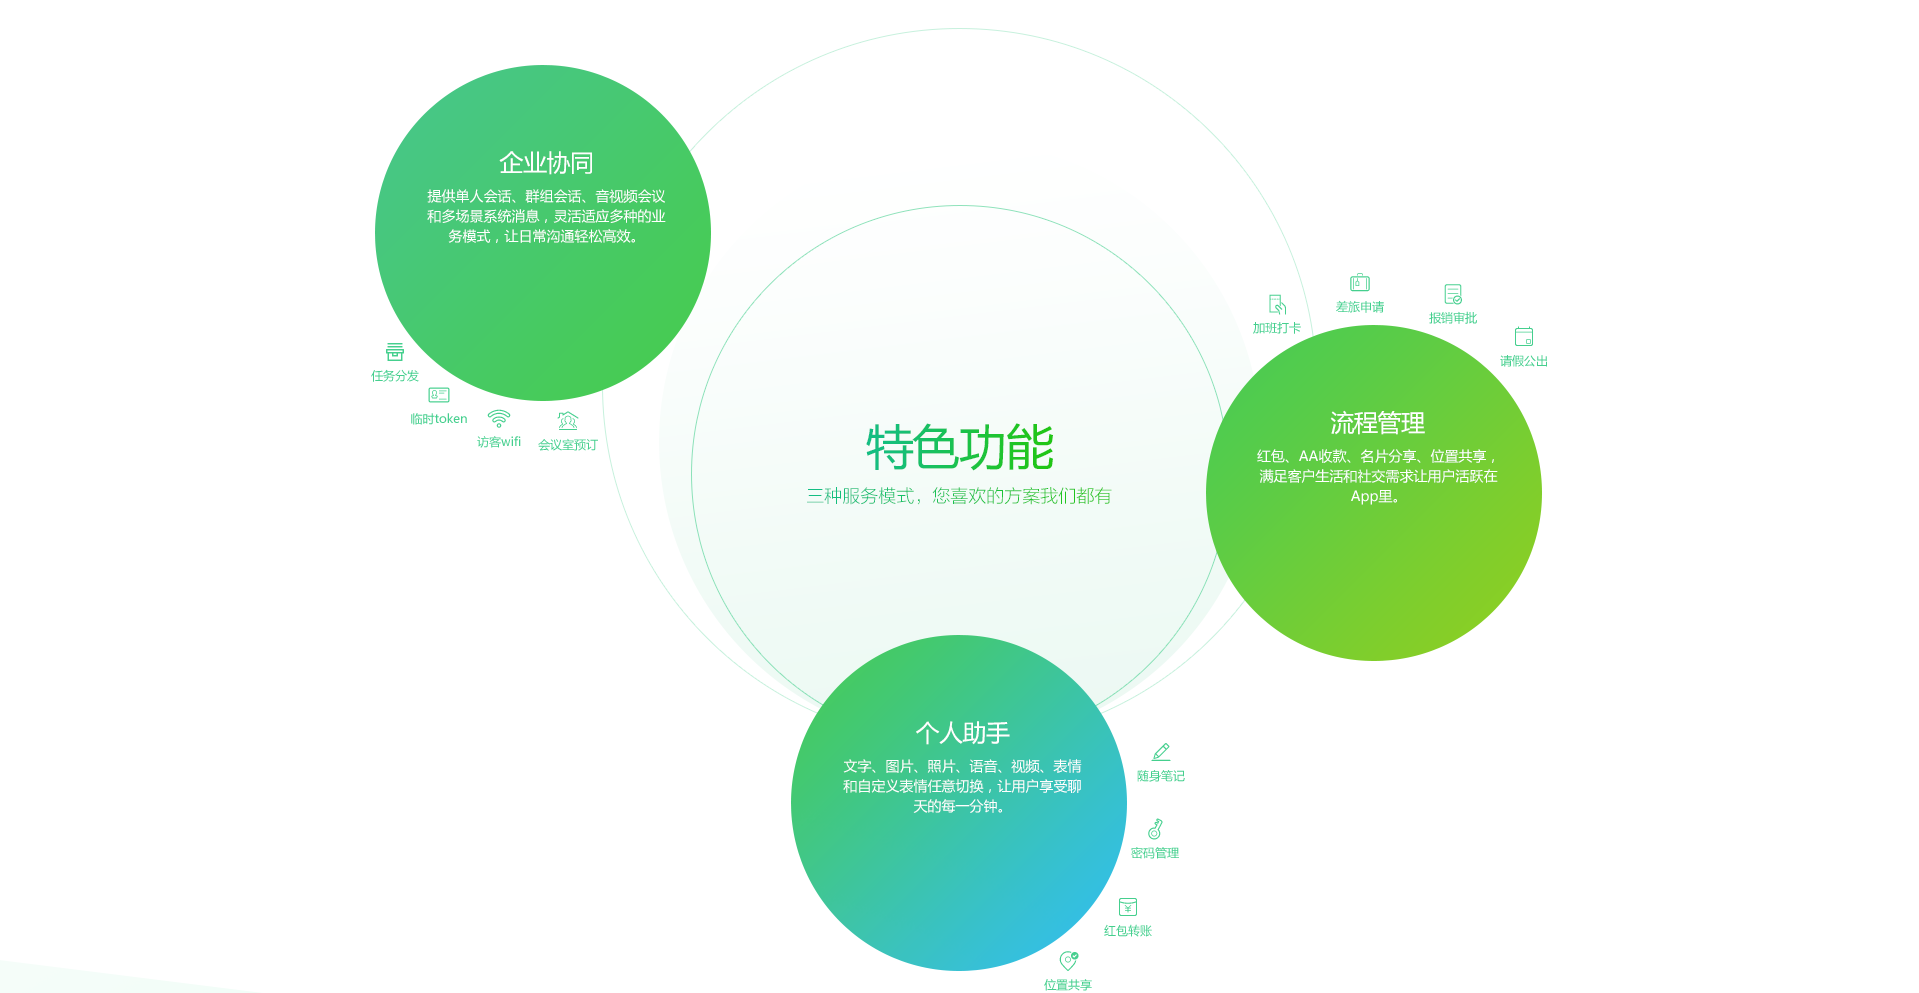 企业协同
提供单人会话、群组会话、音视频会议
和多场景系统消息，灵活适应多种的业
务模式，让日常沟通轻松高效。
任务分发
临时token
访客wifi
会议室预订
特色功能
三种服务模式，您喜欢的方案我们都有
加班打卡
差旅申请
报销审批
请假公出
流程管理
红包、AA收款、名片分享、位置共享，
满足客户生活和社交需求让用户活跃在
App里。
个人助手
文字、图片、照片、语音、视频、表情
和自定义表情任意切换，让用户享受聊
天的每一分钟。
随身笔记
密码管理
红包转账
位置共享